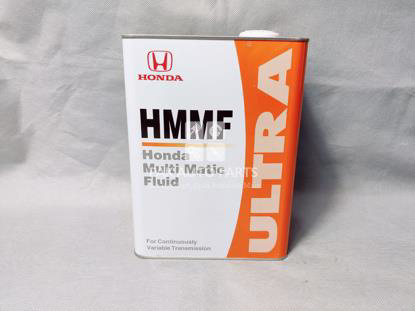 HONDA
HMMF
Honda
Multi Matic
Fluid
For Continuously
Variable Transmission
ULTRA